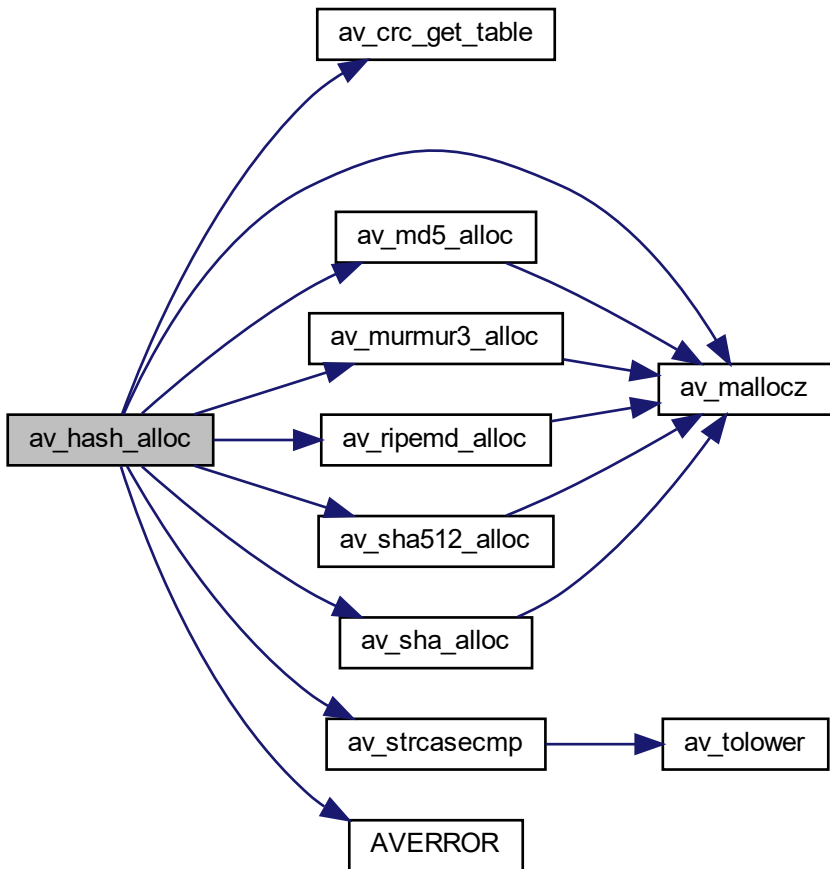 av_crc_get_table
av_md5_alloc
av_murmur3_alloc
av_mallocz
av_hash_alloc
av_ripemd_alloc
av_sha512_alloc
av_sha_alloc
av_strcasecmp
av_tolower
AVERROR